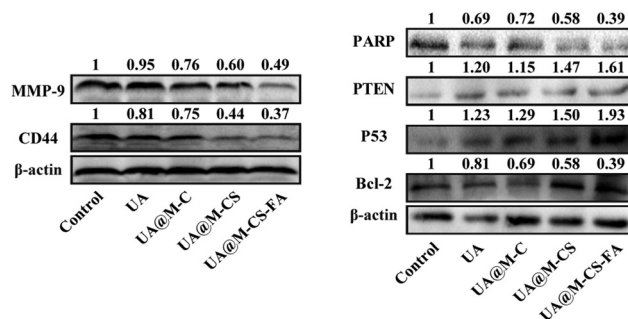 1 0.95 0.76 0.60 0.49
MMP-9
1 0.81 0.75 0.44 0.37
CD44
β-actin
Control
UA
UA@M-C
UA@M-CS
UA@M-CS-FA
1 0.69 0.72 0.58 0.39
PARP
1 1.20 1.15 1.47 1.61
PTEN
1 1.23 1.29 1.50 1.93
P53
1 0.81 0.69 0.58 0.39
Bcl-2
β-actin
Control
UA
UA@M-C
UA@M-CS
UA@M-CS-FA